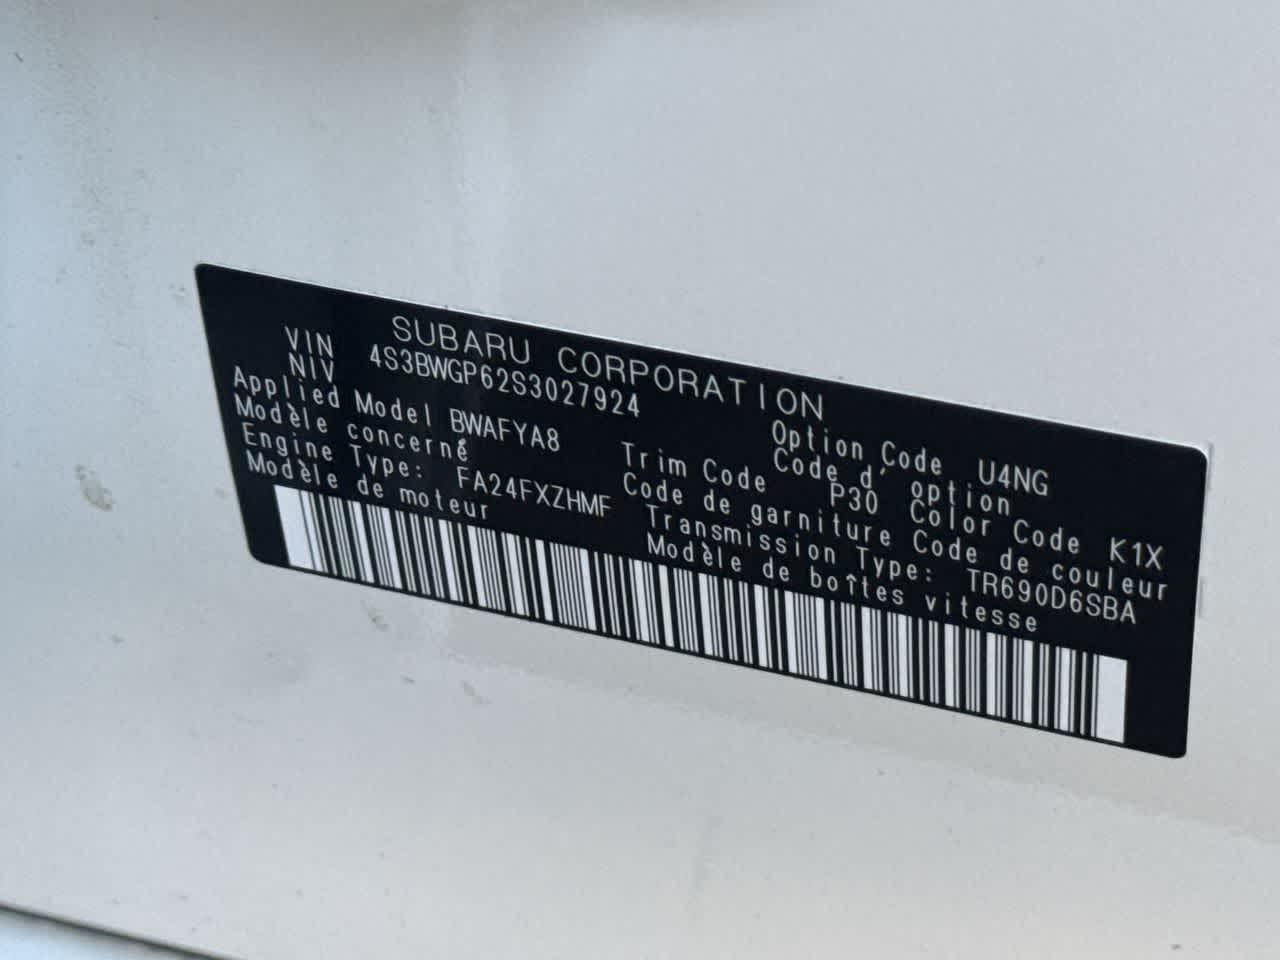 SUBARU CORPORATION
VIN
NIV 4S3BWGP62S3027924
Option Code U4NG
Code d' option
Applied Model BWAFYA8
Modèle concerné
Trim Code P30 Color Code K1X
Code de garniture Code de couleur
Engine Type: FA24FXZHMF
Modèle de moteur
Transmission Type: TR690D6SBA
Modèle de boîtes vitesse